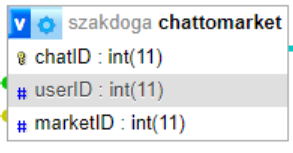 v szakdoga chattomarket
chatID : int(11)
# userID : int(11)
# marketID : int(11)